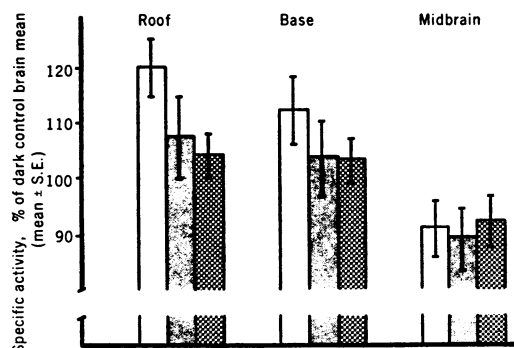 Specific activity, % of dark control brain mean
(mean ± S.E.)
Roof
Base
Midbrain
120
110
100
90